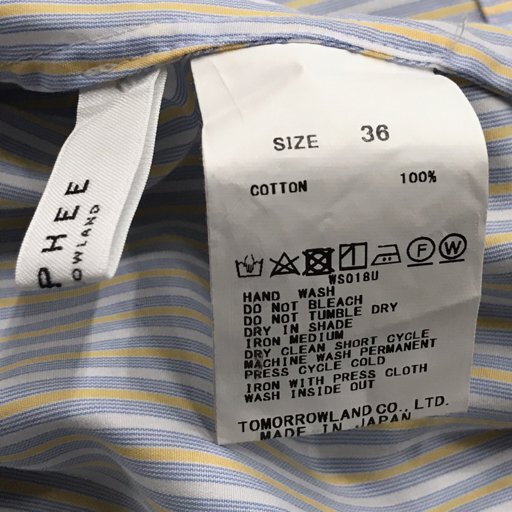 PHEE
OWLAND
SIZE 36
COTTON 100%
F W
WS018U
HAND WASH
DO NOT BLEACH
DO NOT TUMBLE DRY
DRY IN SHADE
IRON MEDIUM
DRY CLEAN SHORT CYCLE
MACHINE WASH PERMANENT
PRESS CYCLE COLD
IRON WITH PRESS CLOTH
WASH INSIDE OUT
TOMORROWLAND CO., LTD.
MADE IN JAPAN